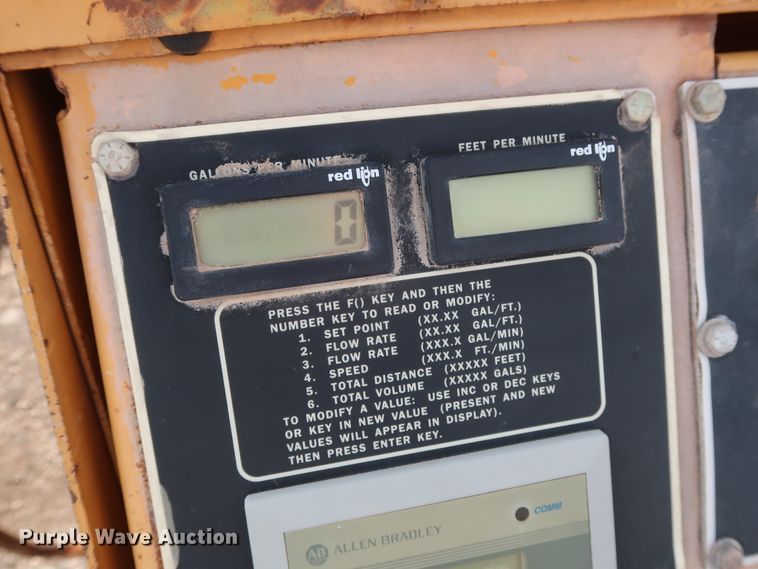 GALLONS PER MINUTE
FEET PER MINUTE
red lion
red lion
0
PRESS THE F() KEY AND THEN THE
NUMBER KEY TO READ OR MODIFY:
1. SET POINT (XX.XX GAL/FT.)
2. FLOW RATE (XX.XX GAL/FT.)
3. FLOW RATE (XXX.X GAL/MIN)
4. SPEED (XXX.X FT./MIN)
5. TOTAL DISTANCE (XXXXX FEET)
6. TOTAL VOLUME (XXXXX GALS)
TO MODIFY A VALUE: USE INC OR DEC KEYS
OR KEY IN NEW VALUE (PRESENT AND NEW
VALUES WILL APPEAR IN DISPLAY).
THEN PRESS ENTER KEY.
COMM
AB ALLEN-BRADLEY
Purple Wave Auction